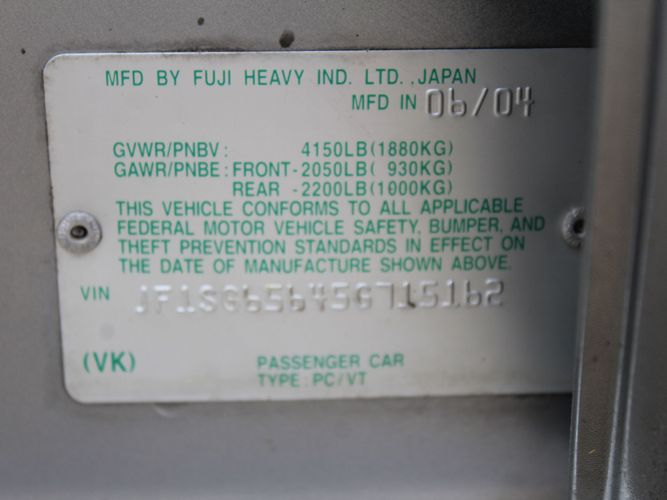 MFD BY FUJI HEAVY IND. LTD., JAPAN
MFD IN 06/04
GVWR/PNBV: 4150LB(1880KG)
GAWR/PNBE: FRONT-2050LB( 930KG)
REAR -2200LB(1000KG)
THIS VEHICLE CONFORMS TO ALL APPLICABLE
FEDERAL MOTOR VEHICLE SAFETY, BUMPER, AND
THEFT PREVENTION STANDARDS IN EFFECT ON
THE DATE OF MANUFACTURE SHOWN ABOVE.
VIN JF1SG65645G715162
(VK) PASSENGER CAR
TYPE: PC/VT